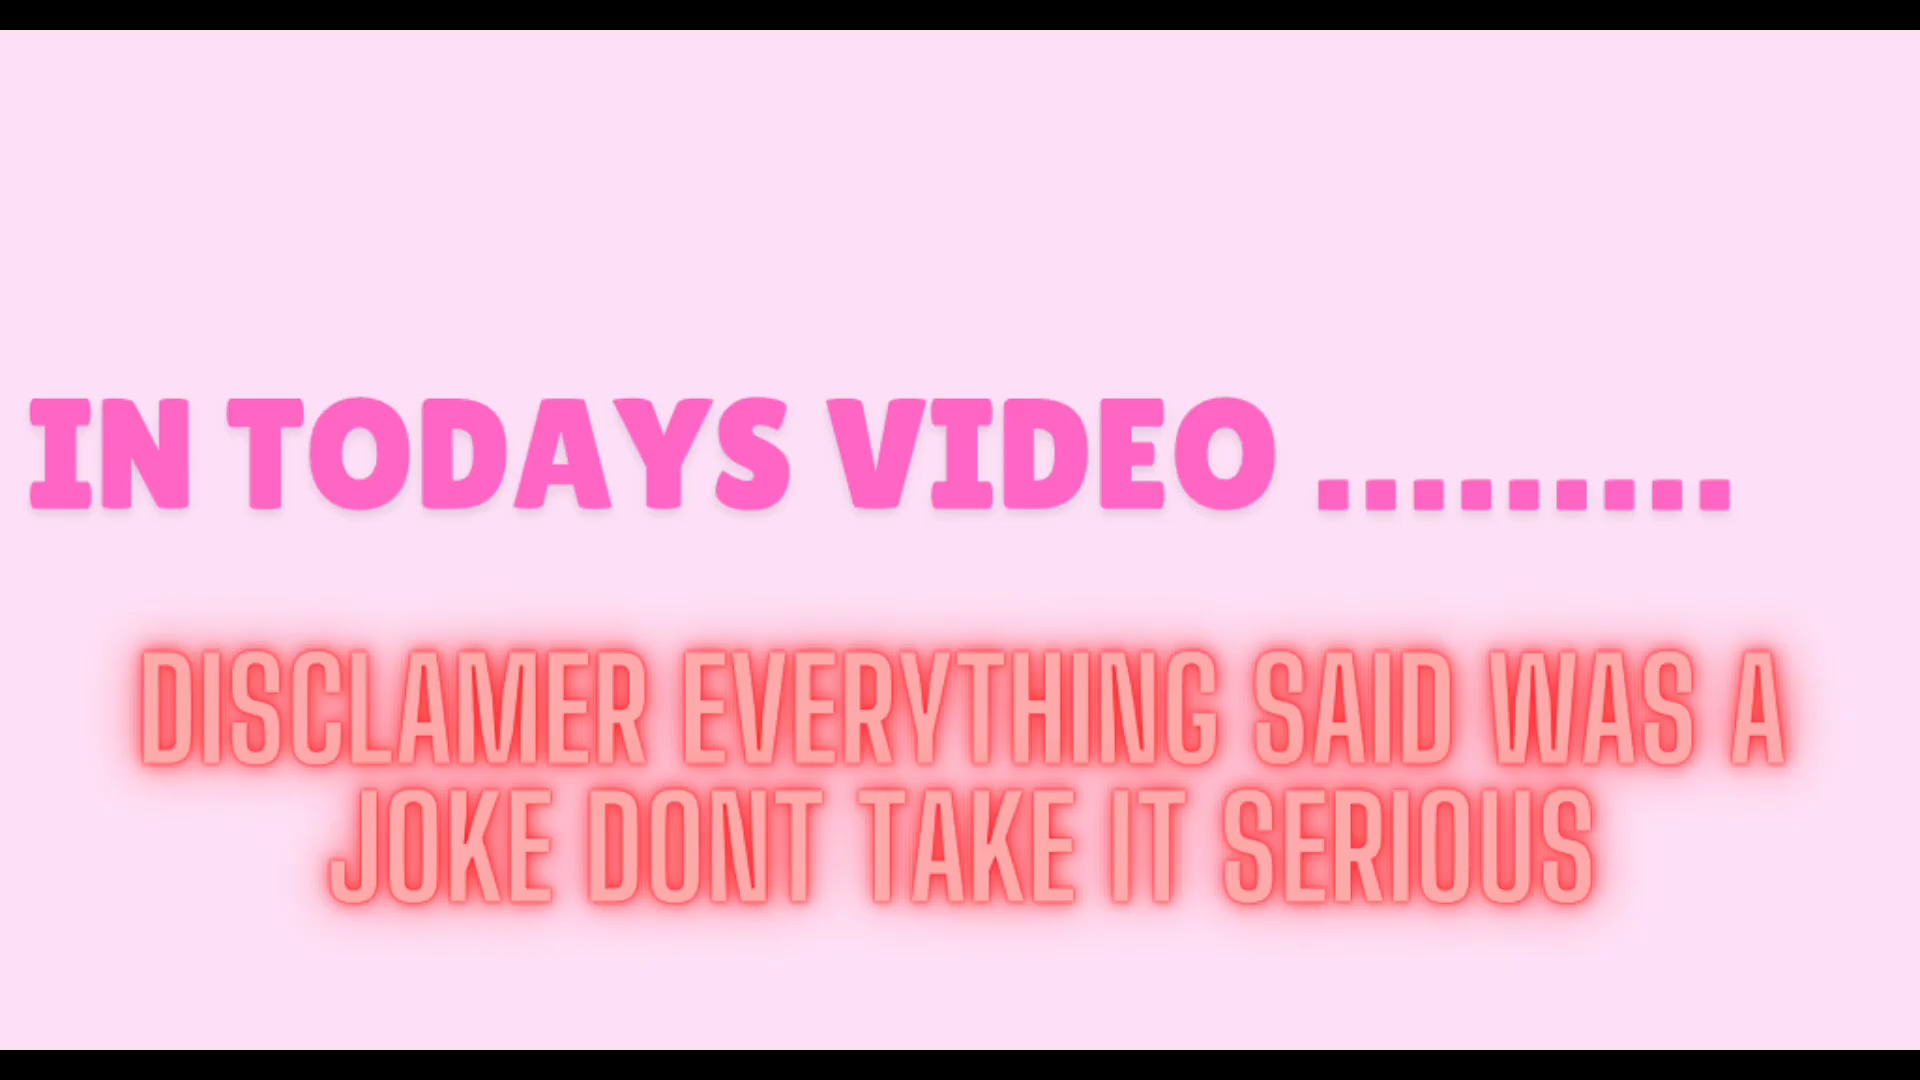 IN TODAYS VIDEO .........
DISCLAMER EVERYTHING SAID WAS A
JOKE DONT TAKE IT SERIOUS